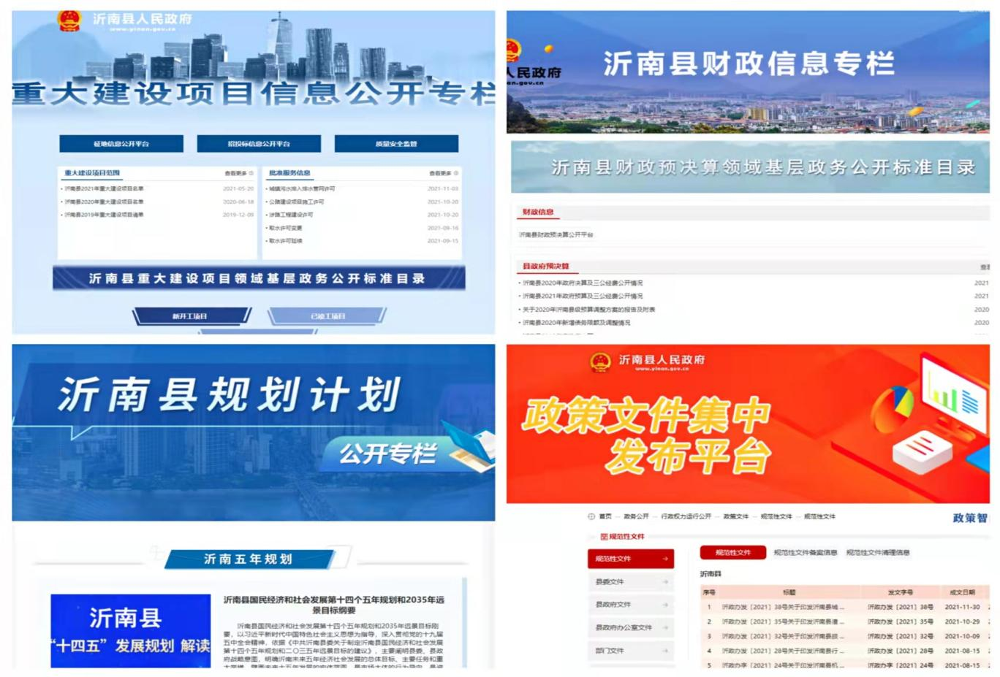 沂南县人民政府
www.yinan.gov.cn
重大建设项目信息公开专栏
征地信息公开平台
招投标信息公开平台
质量安全监管
重大建设项目范围
查看更多
· 沂南县2021年重大建设项目名单
2021-05-20
· 沂南县2020年重大建设项目名单
2020-06-18
· 沂南县2019年重大建设项目清单
2019-12-09
批准服务信息
查看更多
· 城镇污水排入排水管网许可
2021-11-03
· 公路建设项目施工许可
2021-10-20
· 涉路工程建设许可
2021-10-20
· 取水许可变更
2021-09-16
· 取水许可延续
2021-09-15
沂南县重大建设项目领域基层政务公开标准目录
新开工项目
已竣工项目
人民政府
an.gov.cn
沂南县财政信息专栏
沂南县财政预决算领域基层政务公开标准目录
财政信息
沂南县财政预决算公开平台
县政府预决算
查看
· 沂南县2020年政府决算及三公经费公开情况
2021
· 沂南县2021年政府预算及三公经费公开情况
2021
· 关于2020年沂南县级预算调整方案的报告及附表
2020
· 沂南县2020年新增债务限额及调整情况
2020
沂南县规划计划
公开专栏
沂南五年规划
沂南县
“十四五”发展规划 解读
沂南县国民经济和社会发展第十四个五年规划和2035年远
景目标纲要
沂南县国民经济和社会发展第十四个五年规划和2035年远景目标纲
要，以习近平新时代中国特色社会主义思想为指导，深入贯彻党的十九届
五中全会精神，依据《中共沂南县委关于制定沂南县国民经济和社会发展
第十四个五年规划和二〇三五年远景目标的建议》，主要阐明县委、县政
府战略意图，明确沂南未来五年经济社会发展的总体目标、主要任务和重
沂南县人民政府
www.yinan.gov.cn
政策文件集中
发布平台
首页 — 政务公开 — 行政权力运行公开 — 政策文件 — 规范性文件 — 规范性文件
政策智
规范性文件
规范性文件
县委文件
县政府文件
县政府办公室文件
部门文件
规范性文件 规范性文件备案信息 规范性文件清理信息
沂南县
序号 标题 发文字号 成文日期
1 沂政办发〔2021〕38号关于印发沂南县城 ... 沂政办发〔2021〕38号 2021-11-30
2 沂政办发〔2021〕35号关于印发沂南县 ... 沂政办发〔2021〕35号 2021-10-29
3 沂政办发〔2021〕32号关于印发沂南县 ... 沂政办发〔2021〕32号 2021-10-09
4 沂政办发〔2021〕28号关于印发沂南县行 ... 沂政办发〔2021〕28号 2021-08-15
5 沂政办字〔2021〕24号关于印发沂南县机 ... 沂政办字〔2021〕24号 2021-08-15